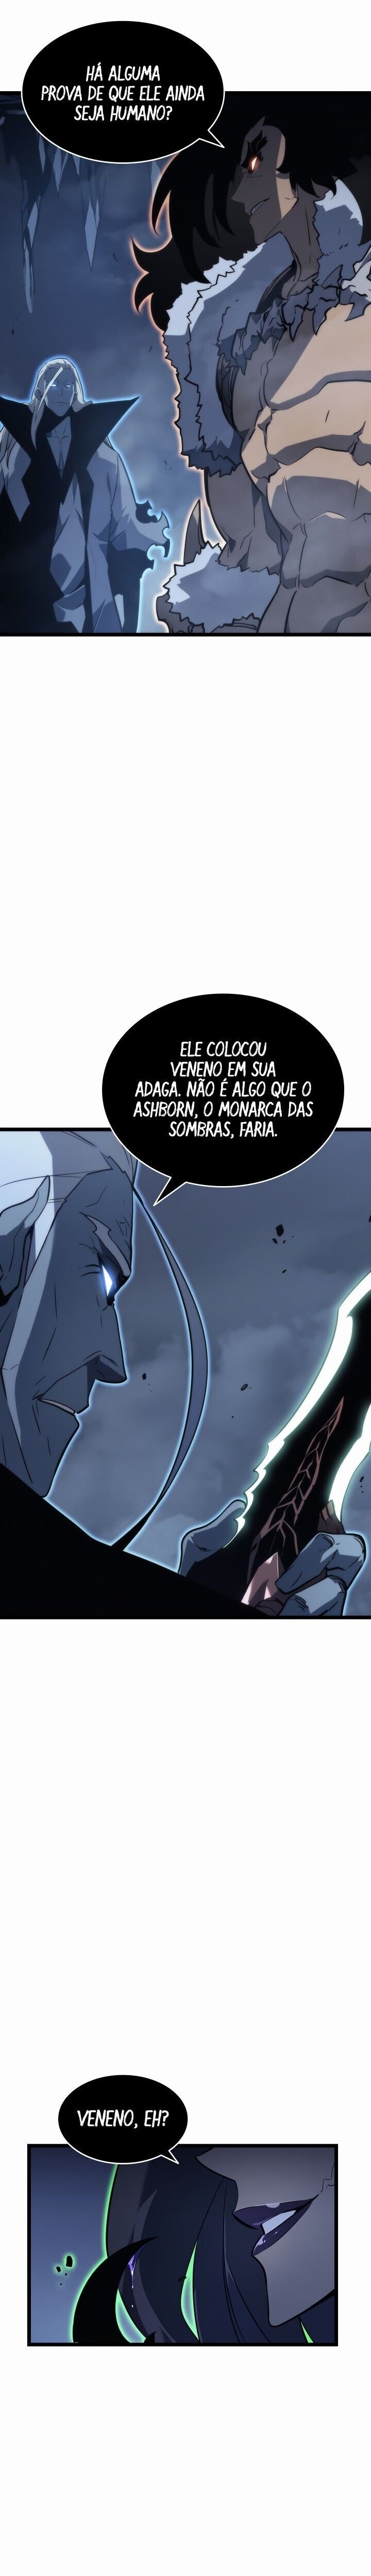 HÁ ALGUMA
PROVA DE QUE ELE AINDA
SEJA HUMANO?
ELE COLOCOU
VENENO EM SUA
ADAGA. NÃO É ALGO QUE O
ASHBORN, O MONARCA DAS
SOMBRAS, FARIA.
VENENO, EH?